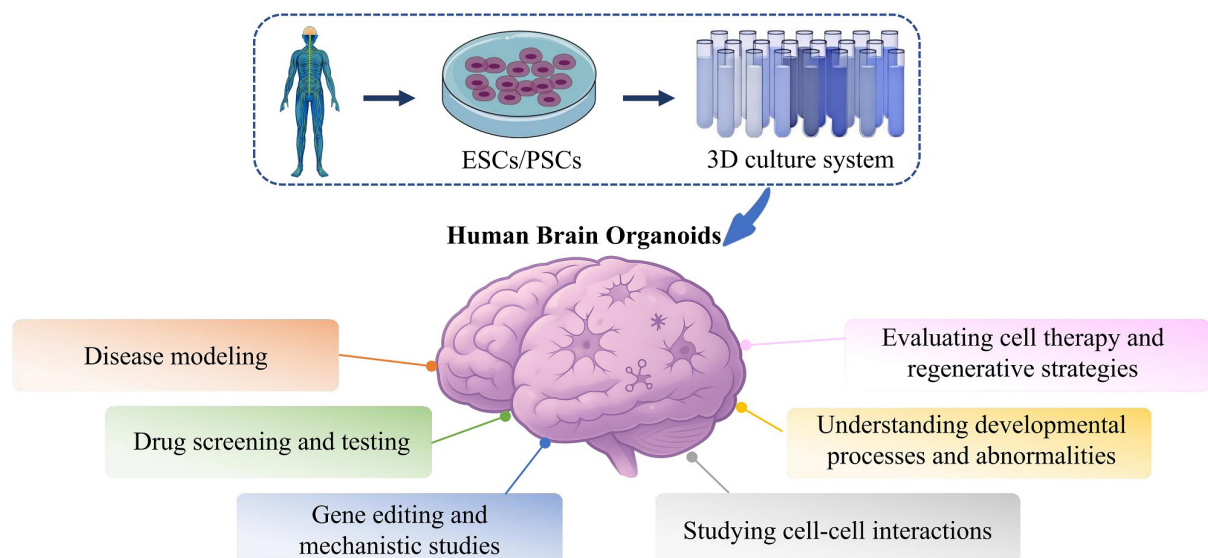 ESCs/PSCs
3D culture system
Human Brain Organoids
Disease modeling
Drug screening and testing
Gene editing and
mechanistic studies
Evaluating cell therapy and
regenerative strategies
Understanding developmental
processes and abnormalities
Studying cell-cell interactions